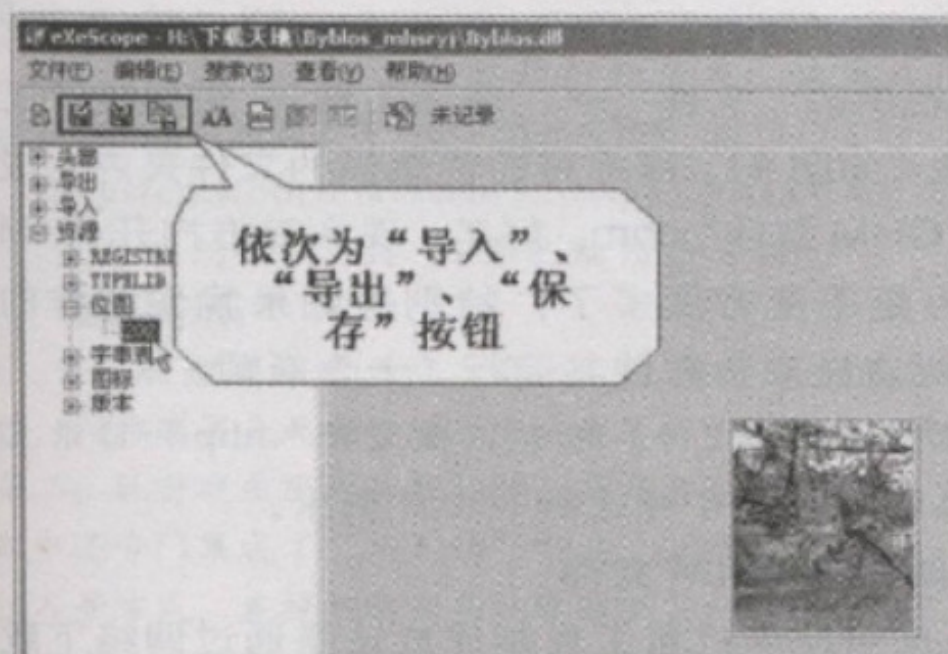 eXeScope - H:\下载天地\Byblos_mhsryj\Byblos.dll
文件(F) 编辑(E) 搜索(S) 查看(V) 帮助(H)
未记录
头部
导出
导入
资源
TYPELIB
位图
字串表
图标
版本
依次为“导入”、
“导出”、“保
存”按钮